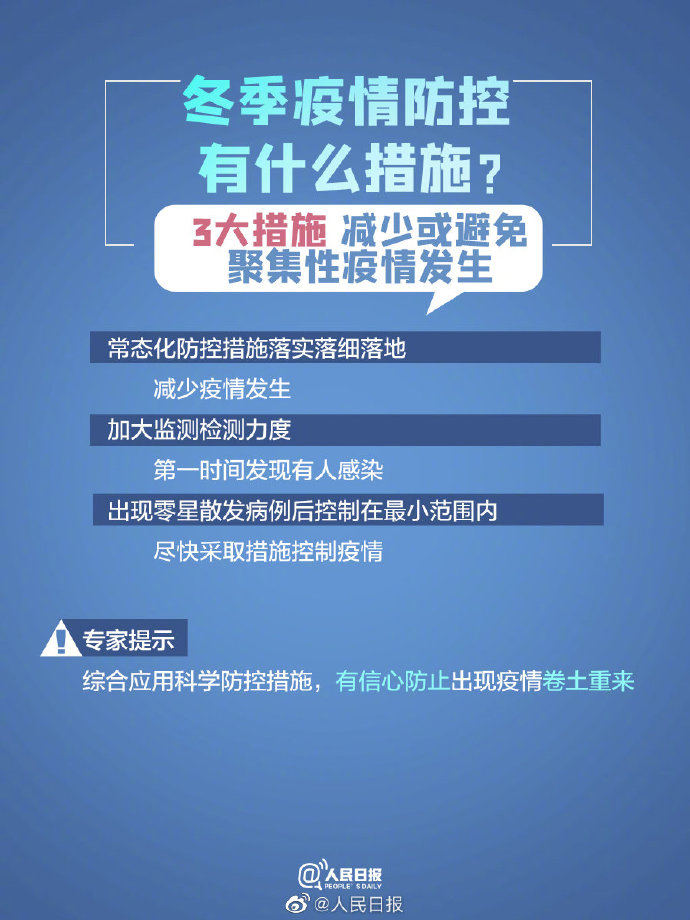 冬季疫情防控
有什么措施?
3大措施 减少或避免
聚集性疫情发生
常态化防控措施落实落细落地
减少疫情发生
加大监测检测力度
第一时间发现有人感染
出现零星散发病例后控制在最小范围内
尽快采取措施控制疫情
专家提示
综合应用科学防控措施，有信心防止出现疫情卷土重来
@人民日报
PEOPLE'S DAILY
@人民日报